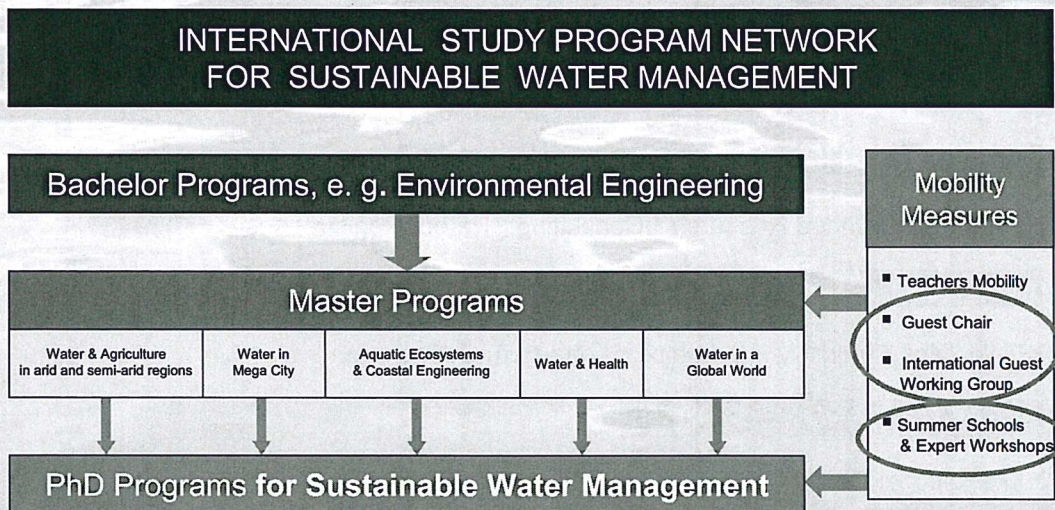 INTERNATIONAL STUDY PROGRAM NETWORK
FOR SUSTAINABLE WATER MANAGEMENT
Bachelor Programs, e. g. Environmental Engineering
Master Programs
Water & Agriculture
in arid and semi-arid regions
Water in
Mega City
Aquatic Ecosystems
& Coastal Engineering
Water & Health
Water in a
Global World
PhD Programs for Sustainable Water Management
Mobility
Measures
▪ Teachers Mobility
▪ Guest Chair
▪ International Guest
Working Group
▪ Summer Schools
& Expert Workshops